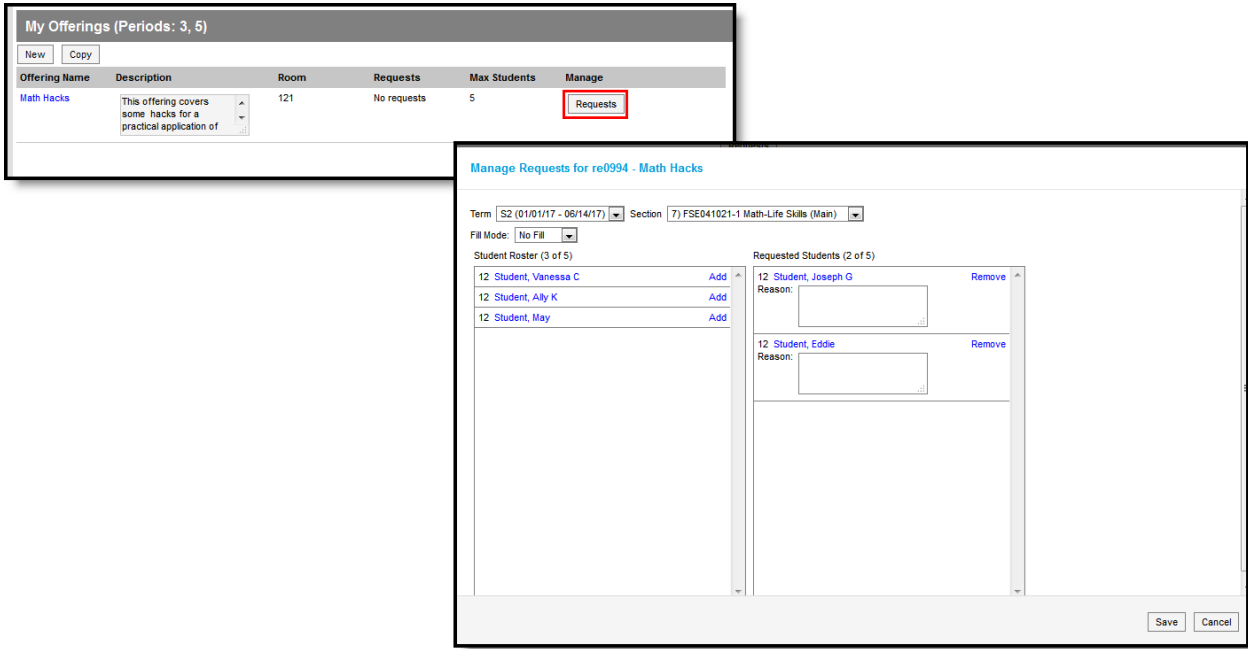 My Offerings (Periods: 3, 5)
New Copy
Offering Name Description Room Requests Max Students Manage
Math Hacks This offering covers some hacks for a practical application of 121 No requests 5 Requests
Manage Requests for re0994 - Math Hacks
Term S2 (01/01/17 - 06/14/17) Section 7) FSE041021-1 Math-Life Skills (Main)
Fill Mode: No Fill
Student Roster (3 of 5) Requested Students (2 of 5)
12 Student, Vanessa C Add
12 Student, Ally K Add
12 Student, May Add
12 Student, Joseph G Remove
Reason:
12 Student, Eddie Remove
Reason:
Save Cancel